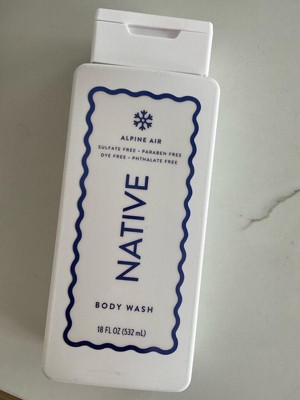 ALPINE AIR
SULFATE FREE • PARABEN FREE
DYE FREE • PHTHALATE FREE
NATIVE
BODY WASH
18 FL OZ (532 mL)